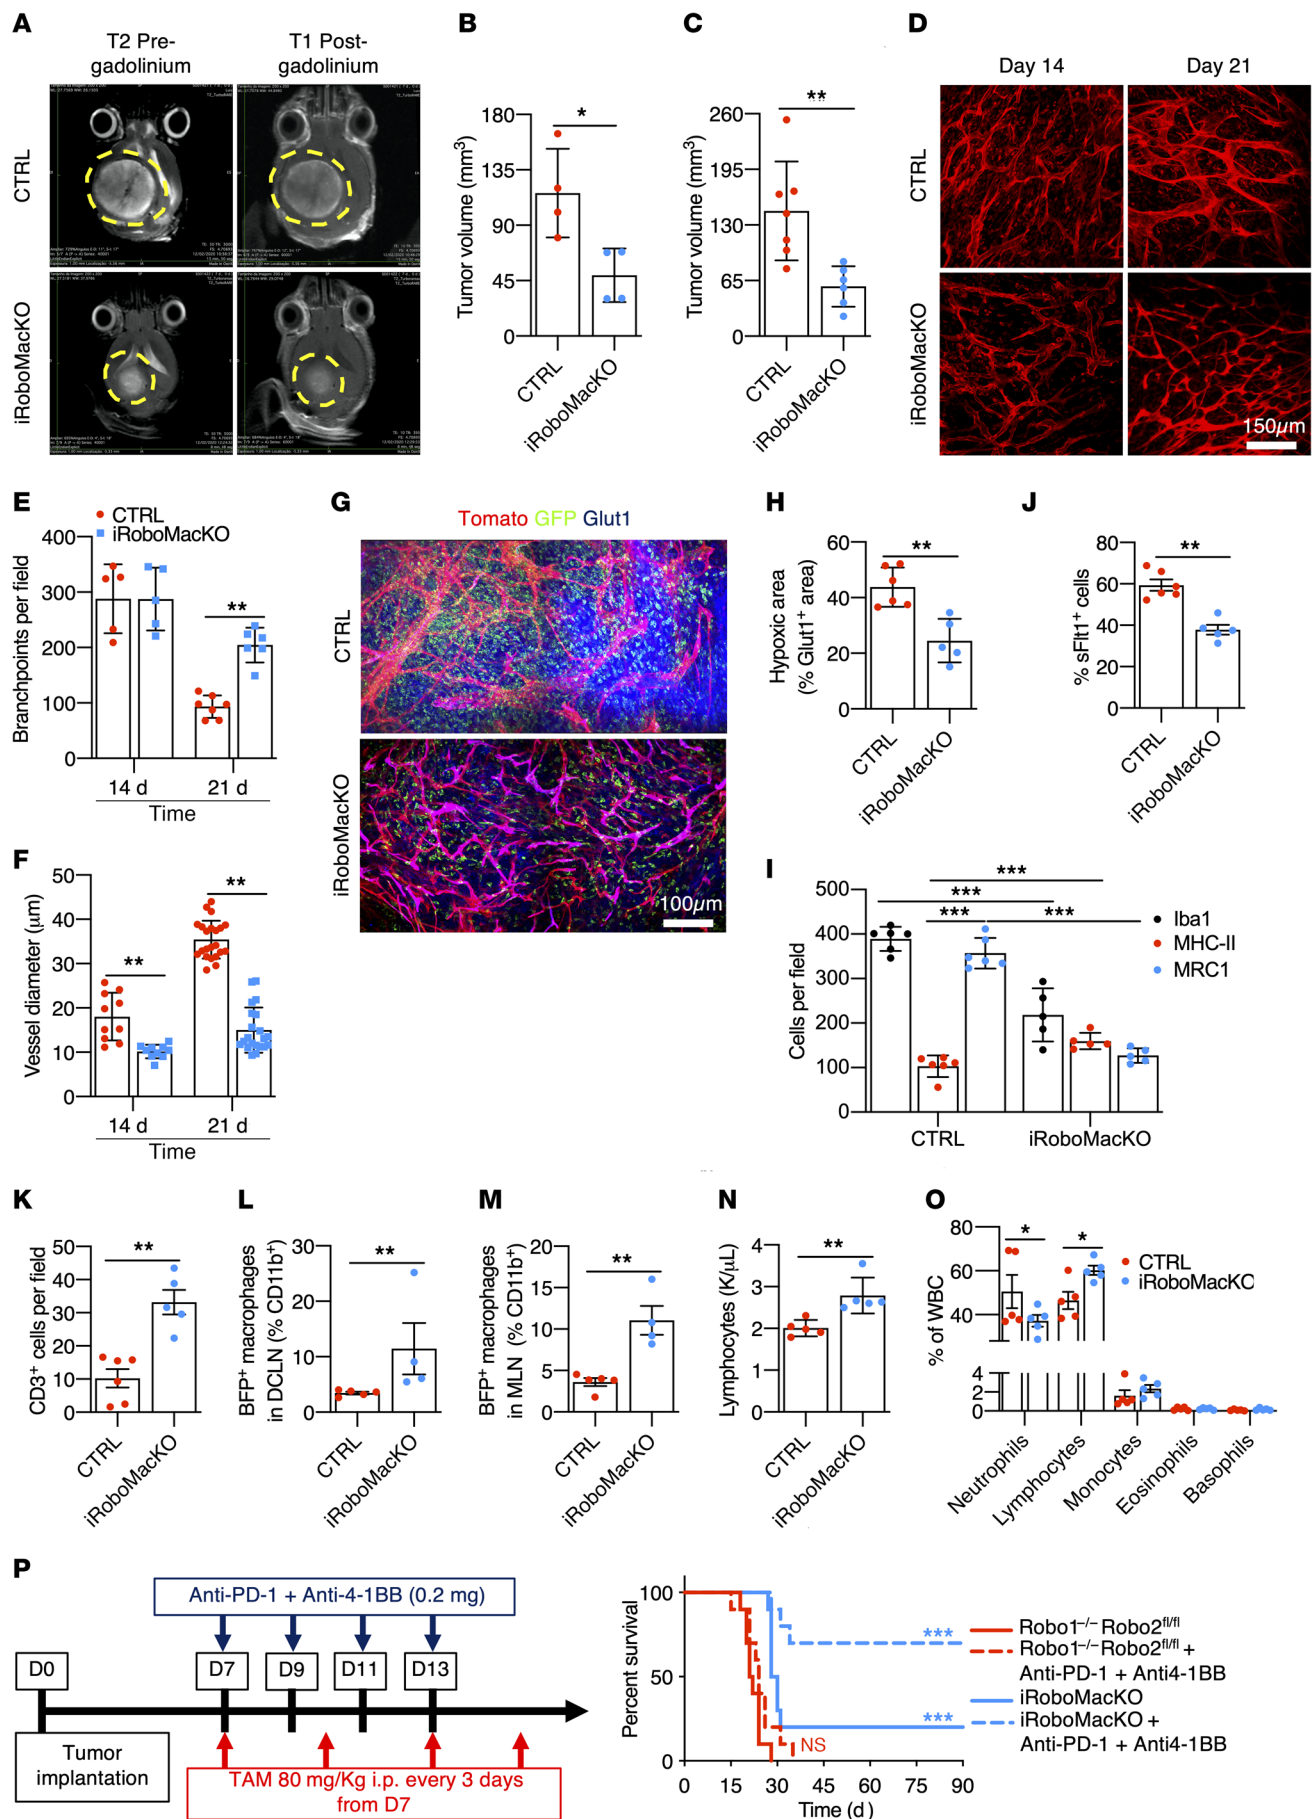 A
T2 Pre-
gadolinium
T1 Post-
gadolinium
CTRL
iRoboMacKO
B
Tumor volume (mm³)
180
135
90
45
0
*
CTRL
iRoboMacKO
C
Tumor volume (mm³)
260
195
130
65
0
**
CTRL
iRoboMacKO
D
Day 14
Day 21
CTRL
iRoboMacKO
150µm
E
CTRL
iRoboMacKO
Branchpoints per field
400
300
200
100
0
**
14 d
21 d
Time
F
Vessel diameter (µm)
50
40
30
20
10
0
**
**
14 d
21 d
Time
G
Tomato GFP Glut1
CTRL
iRoboMacKO
100µm
H
Hypoxic area
(% Glut1⁺ area)
60
40
20
0
**
CTRL
iRoboMacKO
J
% sFlt1⁺ cells
80
60
40
20
0
**
CTRL
iRoboMacKO
I
Cells per field
500
400
300
200
100
0
***
***
***
***
Iba1
MHC-II
MRC1
CTRL
iRoboMacKO
K
CD3⁺ cells per field
50
40
30
20
10
0
**
CTRL
iRoboMacKO
L
BFP⁺ macrophages
in DCLN (% CD11b⁺)
30
20
10
0
**
CTRL
iRoboMacKO
M
BFP⁺ macrophages
in MLN (% CD11b⁺)
20
15
10
5
0
**
CTRL
iRoboMacKO
N
Lymphocytes (K/µL)
4
3
2
1
0
**
CTRL
iRoboMacKO
O
% of WBC
80
60
40
4
2
0
*
*
CTRL
iRoboMacKO
Neutrophils
Lymphocytes
Monocytes
Eosinophils
Basophils
P
Anti-PD-1 + Anti-4-1BB (0.2 mg)
D0
D7
D9
D11
D13
Tumor
implantation
TAM 80 mg/Kg i.p. every 3 days
from D7
Percent survival
100
50
0
0 15 30 45 60 75 90
Time (d)
***
***
NS
Robo1⁻/⁻ Robo2ᶠˡ/ᶠˡ
Robo1⁻/⁻ Robo2ᶠˡ/ᶠˡ +
Anti-PD-1 + Anti4-1BB
iRoboMacKO
iRoboMacKO +
Anti-PD-1 + Anti4-1BB